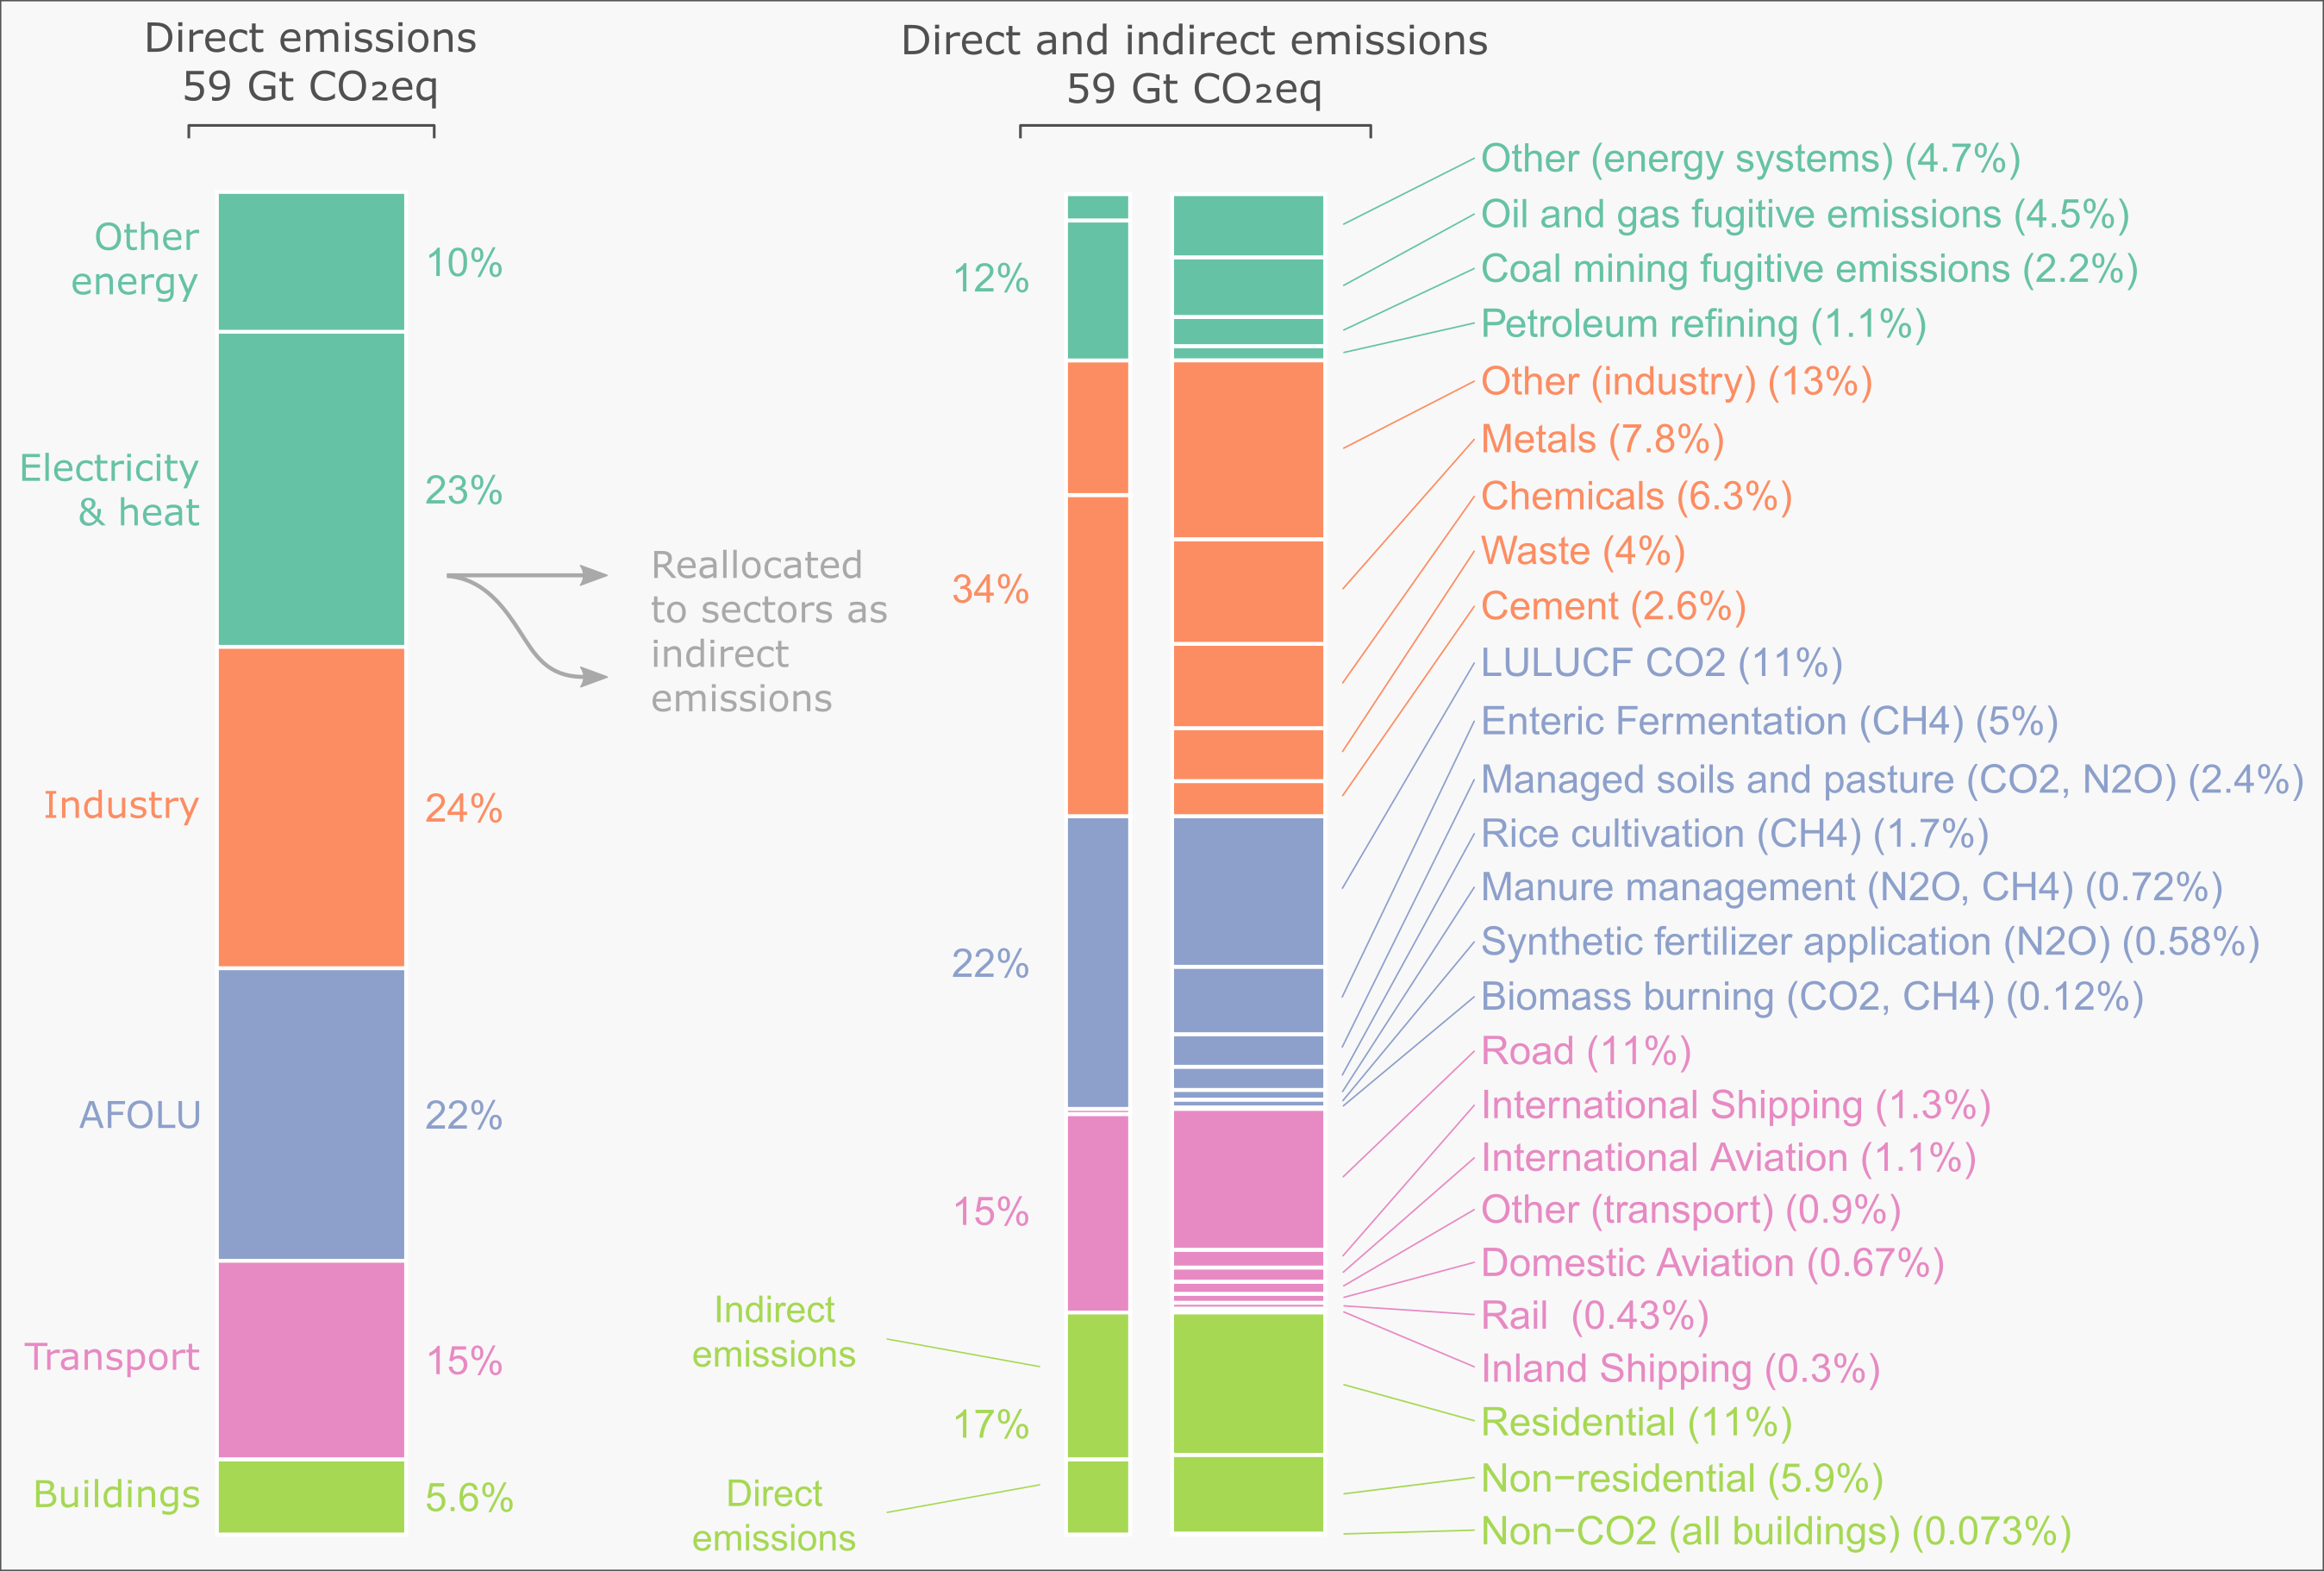 Direct emissions
59 Gt CO₂eq
Other
energy
10%
Electricity
& heat
23%
Industry
24%
AFOLU
22%
Transport
15%
Buildings
5.6%
Reallocated
to sectors as
indirect
emissions
Direct and indirect emissions
59 Gt CO₂eq
12%
34%
22%
15%
17%
Indirect
emissions
Direct
emissions
Other (energy systems) (4.7%)
Oil and gas fugitive emissions (4.5%)
Coal mining fugitive emissions (2.2%)
Petroleum refining (1.1%)
Other (industry) (13%)
Metals (7.8%)
Chemicals (6.3%)
Waste (4%)
Cement (2.6%)
LULUCF CO2 (11%)
Enteric Fermentation (CH4) (5%)
Managed soils and pasture (CO2, N2O) (2.4%)
Rice cultivation (CH4) (1.7%)
Manure management (N2O, CH4) (0.72%)
Synthetic fertilizer application (N2O) (0.58%)
Biomass burning (CO2, CH4) (0.12%)
Road (11%)
International Shipping (1.3%)
International Aviation (1.1%)
Other (transport) (0.9%)
Domestic Aviation (0.67%)
Rail (0.43%)
Inland Shipping (0.3%)
Residential (11%)
Non−residential (5.9%)
Non−CO2 (all buildings) (0.073%)